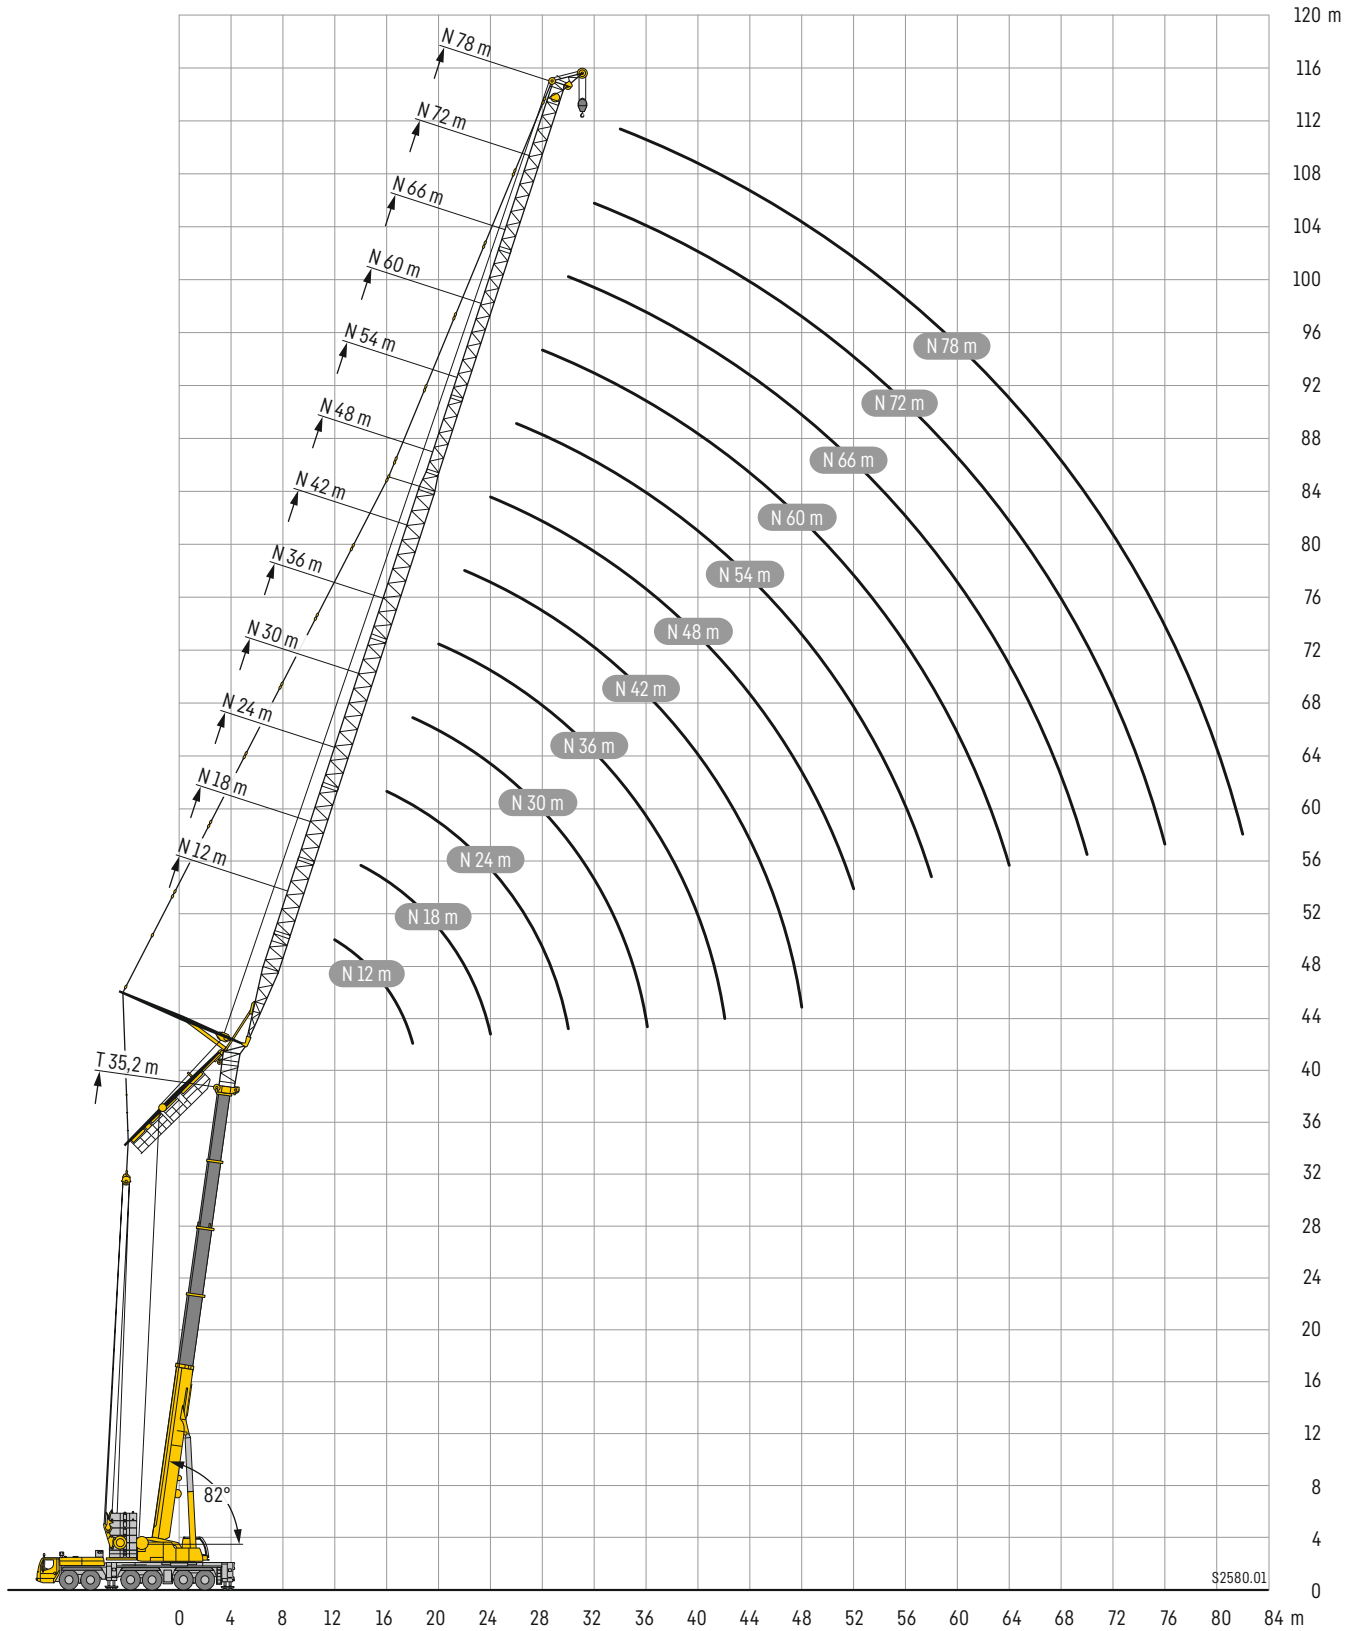 120 m
N 78 m
116
N 72 m
112
108
N 66 m
104
N 60 m
100
N 54 m
96
N 78 m
92
N 72 m
N 48 m
88
N 66 m
N 42 m
84
N 60 m
80
N 36 m
N 54 m
76
N 30 m
N 48 m
72
N 42 m
68
N 24 m
N 36 m
64
N 18 m
N 30 m
60
N 12 m
N 24 m
56
N 18 m
52
N 12 m
48
44
T 35,2 m
40
36
32
28
24
20
16
12
82°
8
4
S2580.01
0
0 4 8 12 16 20 24 28 32 36 40 44 48 52 56 60 64 68 72 76 80 84 m